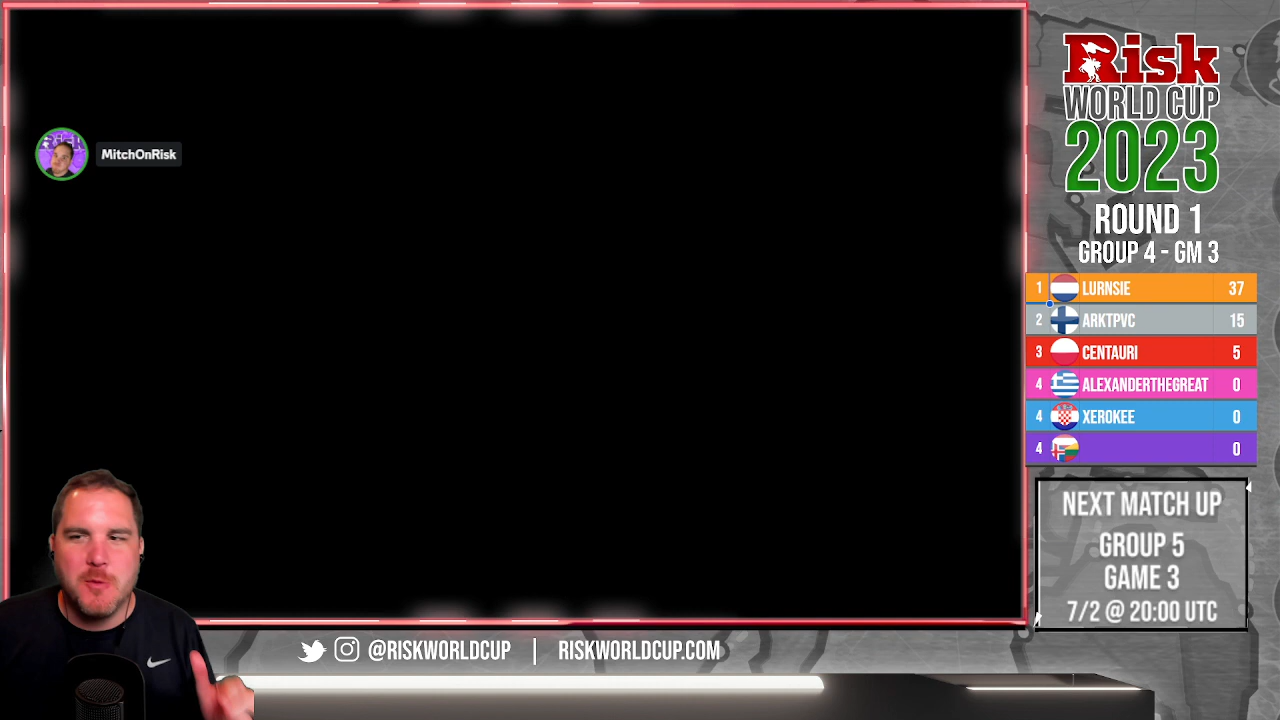 MitchOnRisk
Risk
WORLD CUP
2023
ROUND 1
GROUP 4 - GM 3
1 LURNSIE 37
2 ARKTPVC 15
3 CENTAURI 5
4 ALEXANDERTHEGREAT 0
4 XEROKEE 0
4 0
NEXT MATCH UP
GROUP 5
GAME 3
7/2 @ 20:00 UTC
@RISKWORLDCUP | RISKWORLDCUP.COM